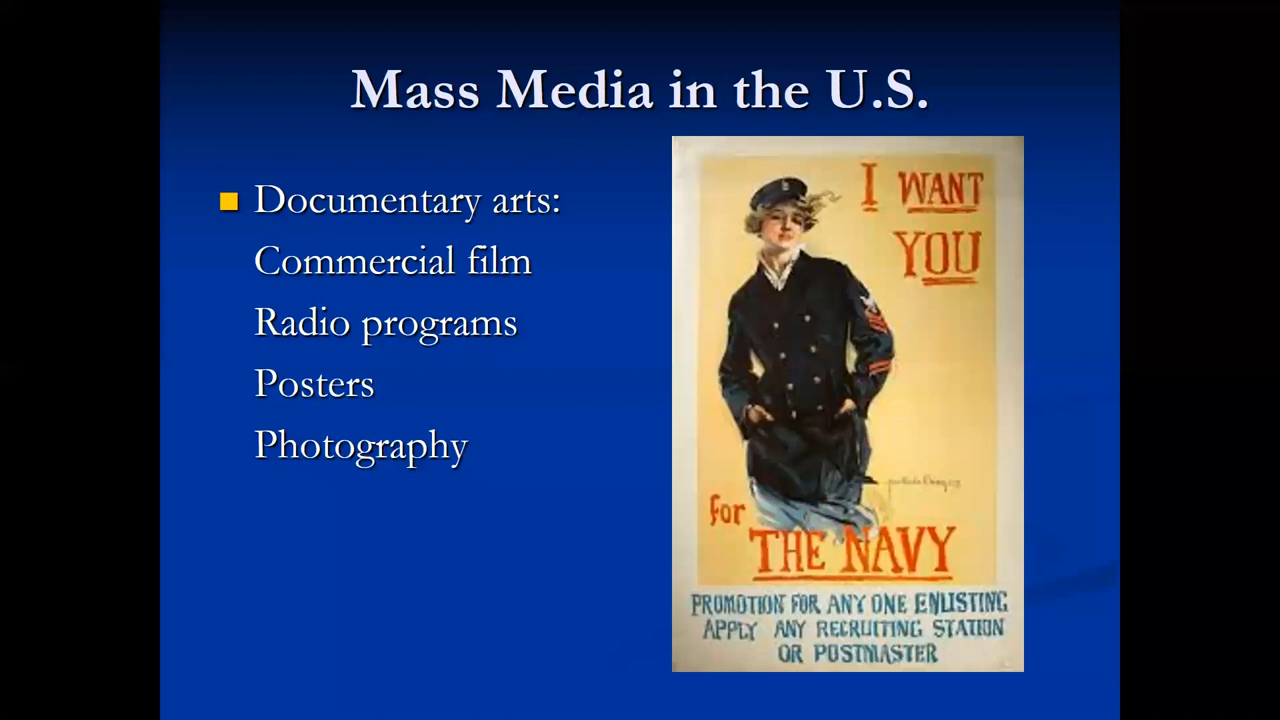 Mass Media in the U.S.
Documentary arts:
Commercial film
Radio programs
Posters
Photography
I WANT
YOU
for
THE NAVY
PROMOTION FOR ANY ONE ENLISTING
APPLY ANY RECRUITING STATION
OR POSTMASTER